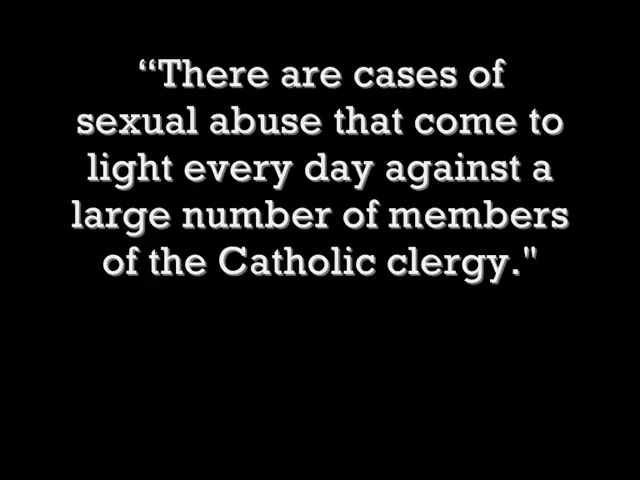 “There are cases of
sexual abuse that come to
light every day against a
large number of members
of the Catholic clergy."